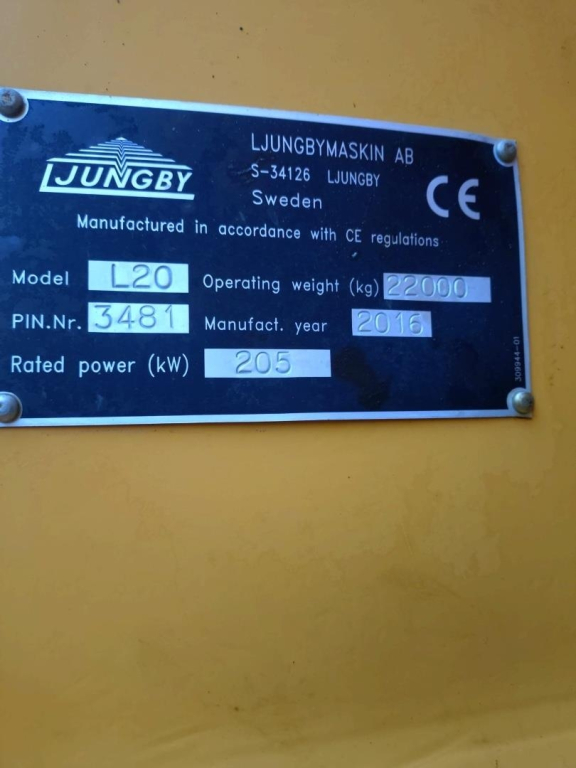 LJUNGBY
LJUNGBYMASKIN AB
S-34126 LJUNGBY
Sweden
CE
Manufactured in accordance with CE regulations
Model L20 Operating weight (kg) 22000
PIN.Nr. 3481 Manufact. year 2016
Rated power (kW) 205
309944-01